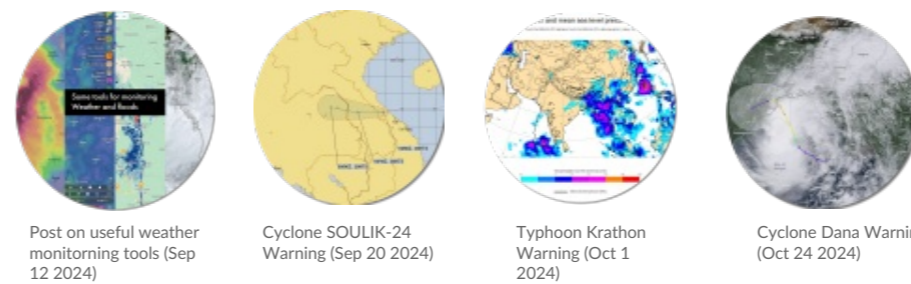 Some tools for monitoring
Weather and floods
Post on useful weather
monitorning tools (Sep
12 2024)
Cyclone SOULIK-24
Warning (Sep 20 2024)
Typhoon Krathon
Warning (Oct 1
2024)
Cyclone Dana Warnin
(Oct 24 2024)